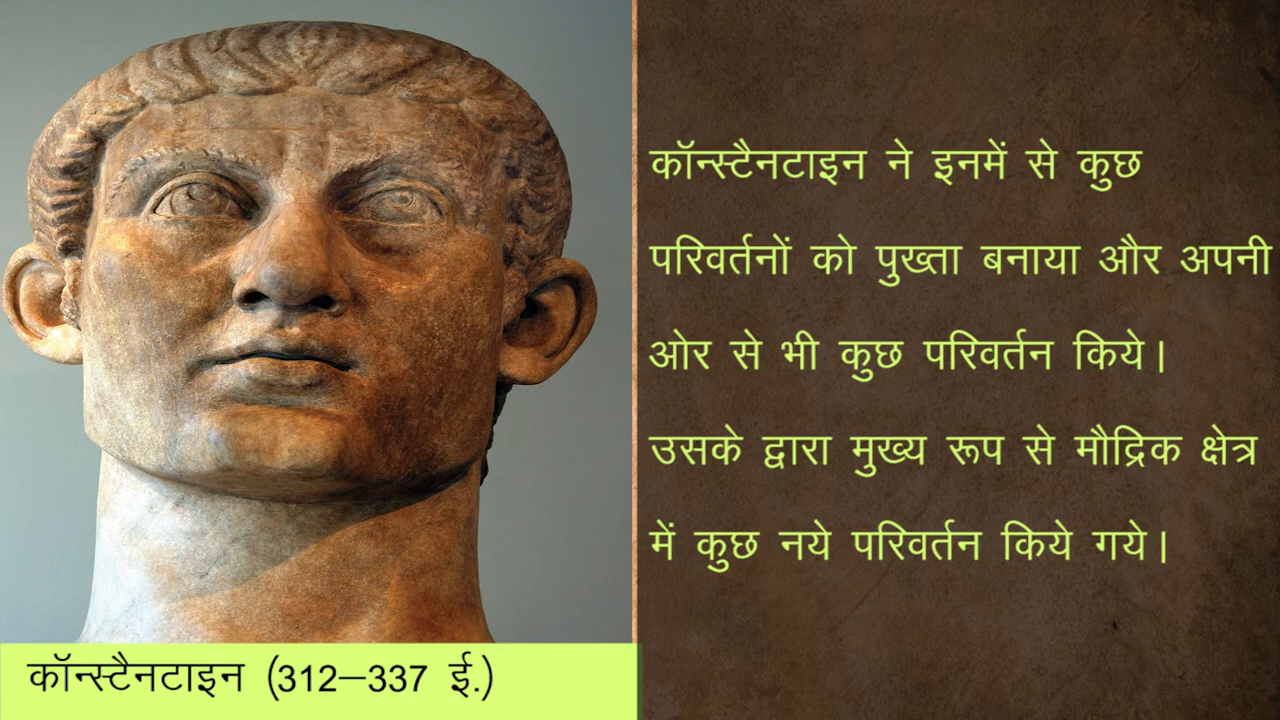 कॉन्स्टैनटाइन ने इनमें से कुछ
परिवर्तनों को पुख्ता बनाया और अपनी
ओर से भी कुछ परिवर्तन किये।
उसके द्वारा मुख्य रूप से मौद्रिक क्षेत्र
में कुछ नये परिवर्तन किये गये।
कॉन्स्टैनटाइन (312–337 ई.)